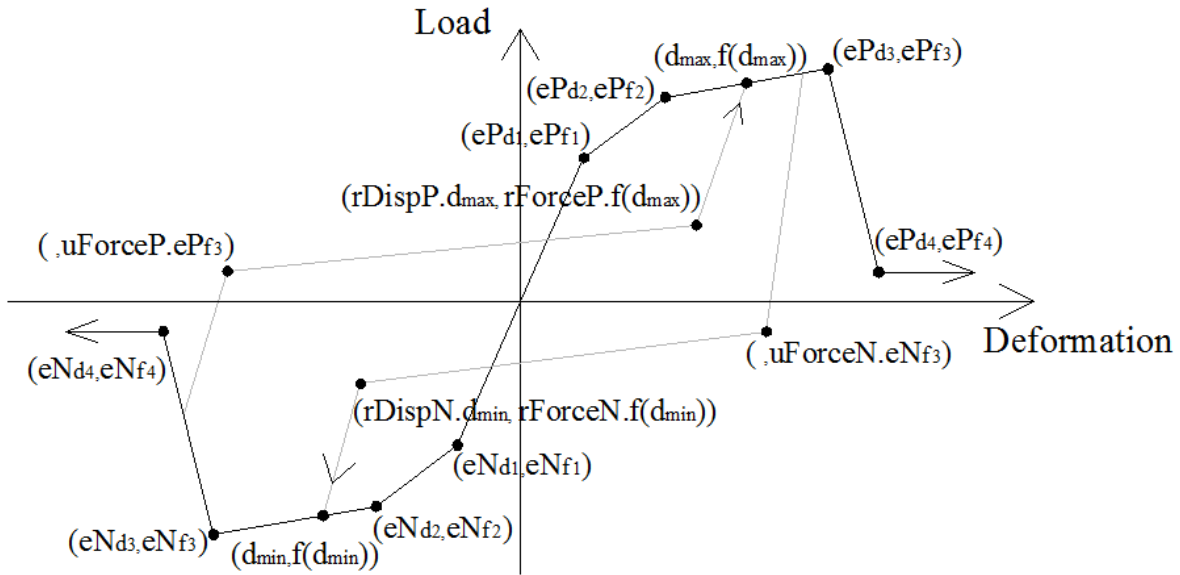 Load
(dmax,f(dmax))
(ePd3,ePf3)
(ePd2,ePf2)
(ePd1,ePf1)
(rDispP.dmax, rForceP.f(dmax))
( ,uForceP.ePf3)
(ePd4,ePf4)
Deformation
( ,uForceN.eNf3)
(eNd4,eNf4)
(rDispN.dmin, rForceN.f(dmin))
(eNd1,eNf1)
(eNd2,eNf2)
(eNd3,eNf3)
(dmin,f(dmin))